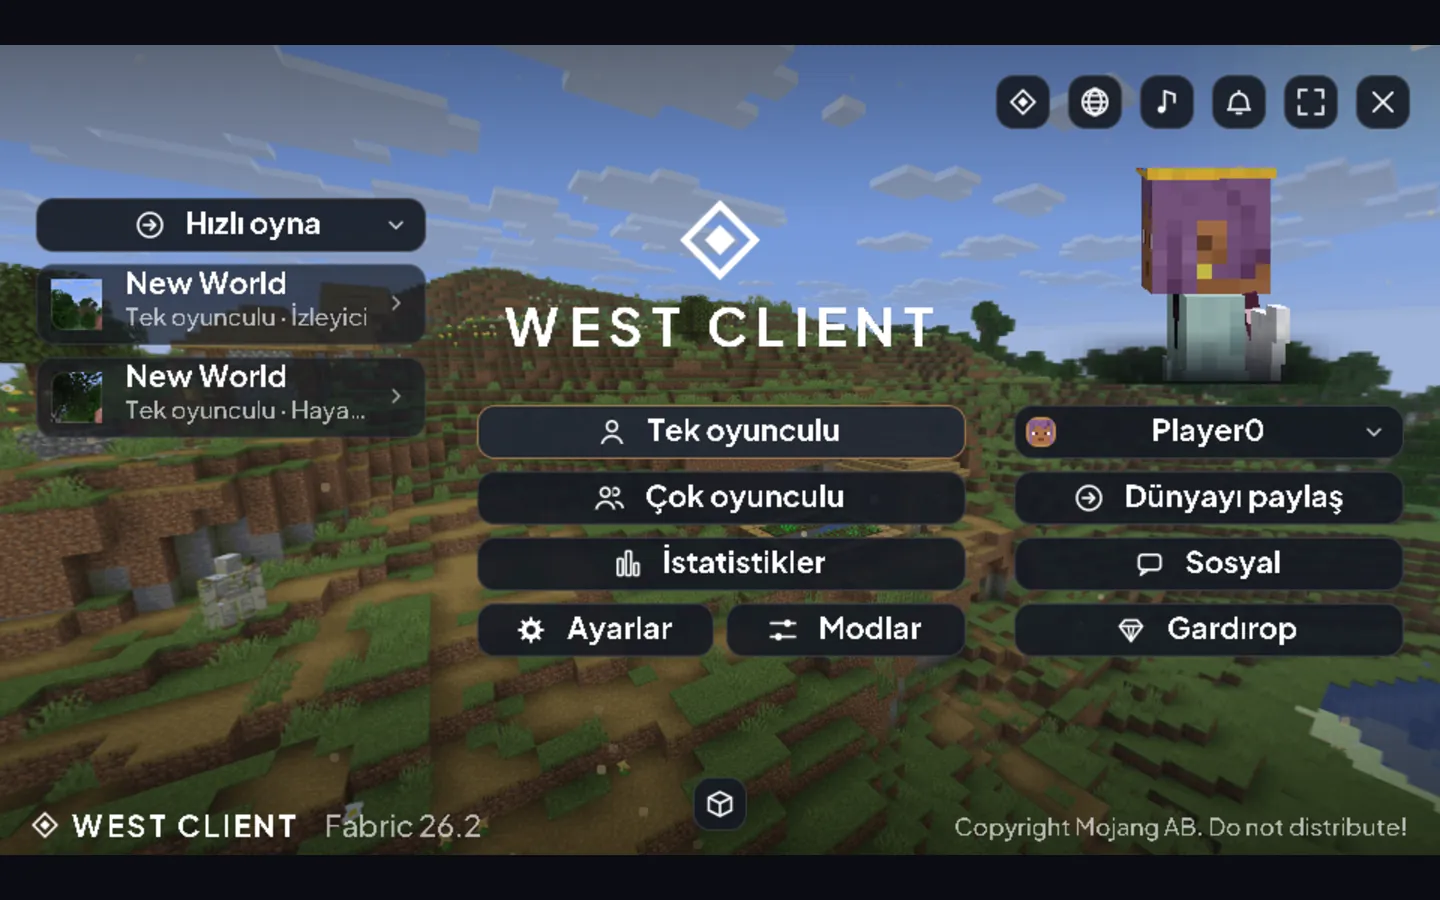 Hızlı oyna
New World
Tek oyunculu · İzleyici
New World
Tek oyunculu · Haya...
WEST CLIENT
Tek oyunculu
Çok oyunculu
İstatistikler
Ayarlar
Modlar
Player0
Dünyayı paylaş
Sosyal
Gardırop
WEST CLIENT Fabric 26.2
Copyright Mojang AB. Do not distribute!